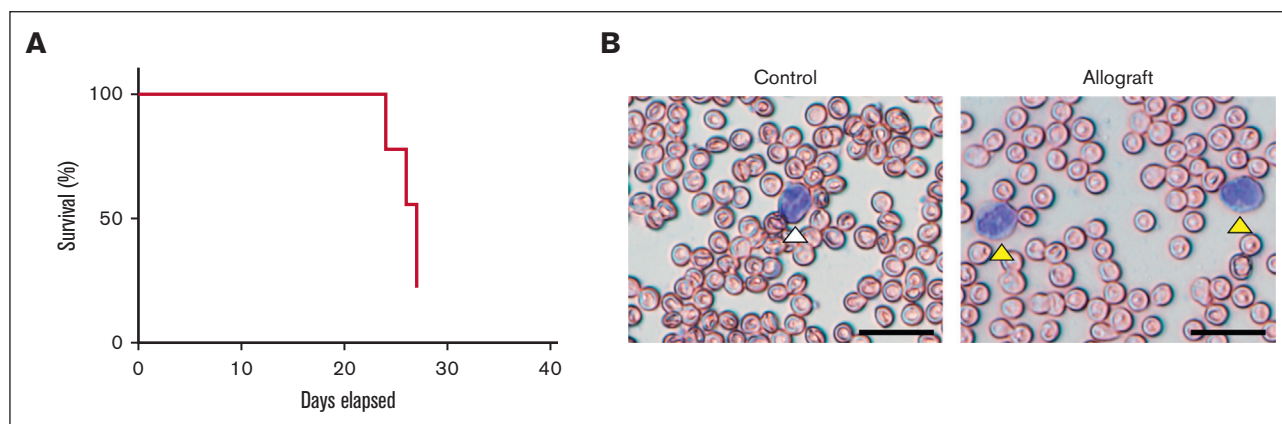 A
Survival (%)
100
50
0
0 10 20 30 40
Days elapsed
B
Control
Allograft